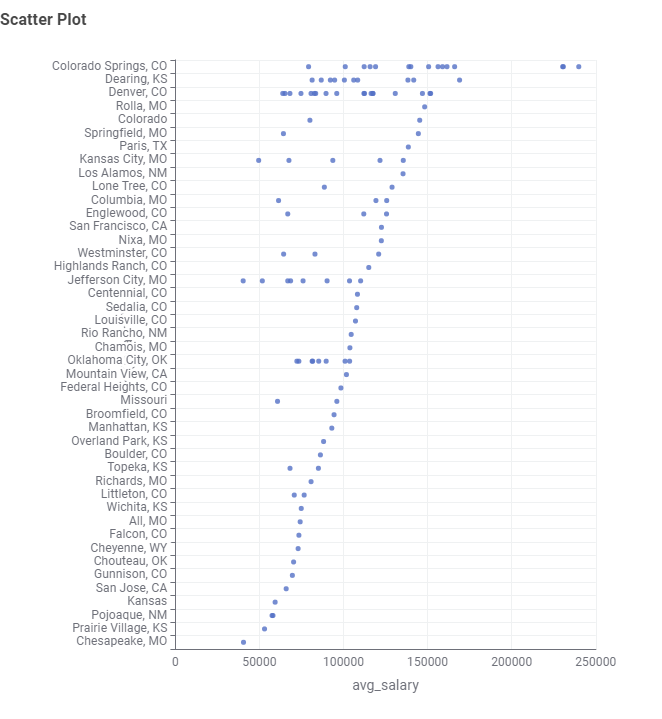 Scatter Plot
Colorado Springs, CO
Dearing, KS
Denver, CO
Rolla, MO
Colorado
Springfield, MO
Paris, TX
Kansas City, MO
Los Alamos, NM
Lone Tree, CO
Columbia, MO
Englewood, CO
San Francisco, CA
Nixa, MO
Westminster, CO
Highlands Ranch, CO
Jefferson City, MO
Centennial, CO
Sedalia, CO
Louisville, CO
Rio Rancho, NM
Chamois, MO
Oklahoma City, OK
Mountain View, CA
Federal Heights, CO
Missouri
Broomfield, CO
Manhattan, KS
Overland Park, KS
Boulder, CO
Topeka, KS
Richards, MO
Littleton, CO
Wichita, KS
All, MO
Falcon, CO
Cheyenne, WY
Chouteau, OK
Gunnison, CO
San Jose, CA
Kansas
Pojoaque, NM
Prairie Village, KS
Chesapeake, MO
0 50000 100000 150000 200000 250000
avg_salary